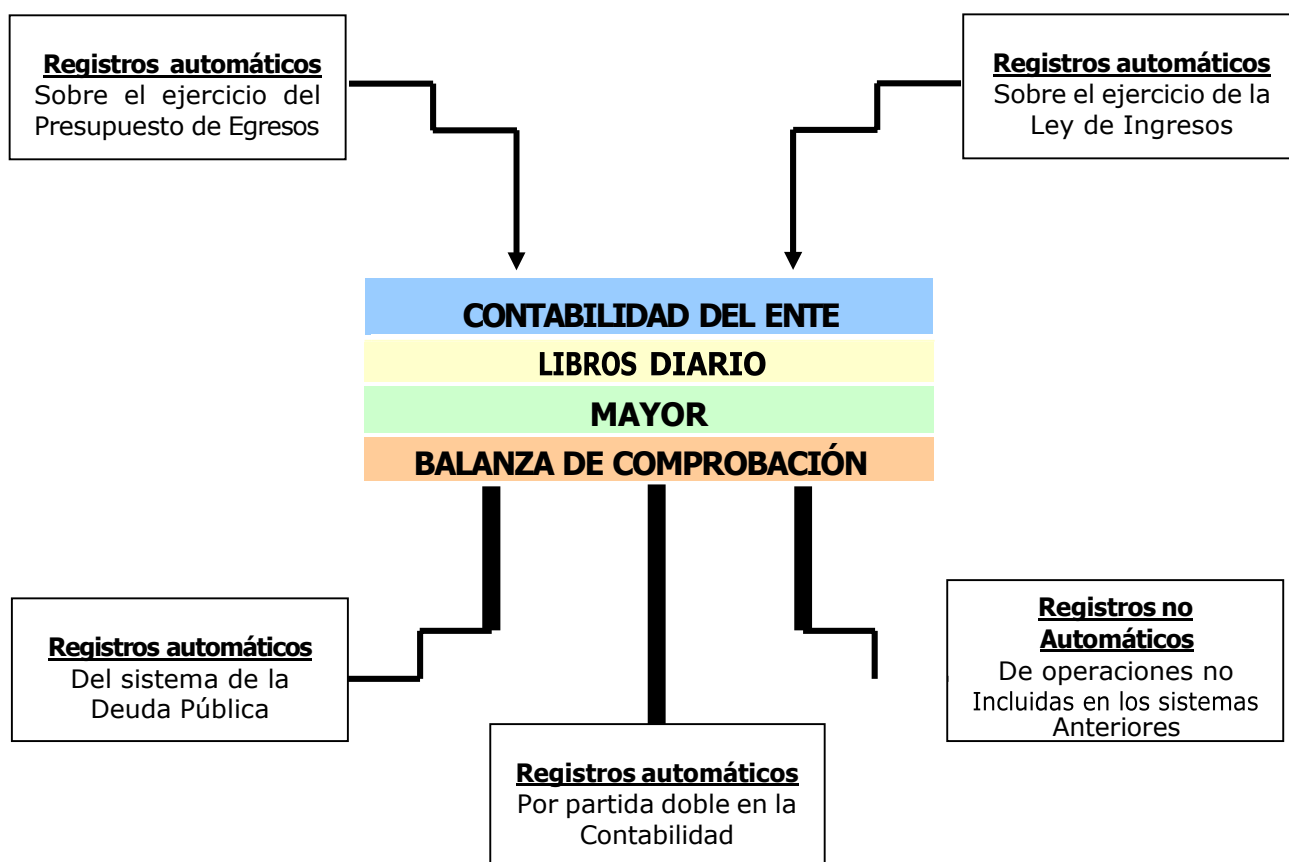 Registros automáticos
Sobre el ejercicio del
Presupuesto de Egresos
Registros automáticos
Sobre el ejercicio de la
Ley de Ingresos
CONTABILIDAD DEL ENTE
LIBROS DIARIO
MAYOR
BALANZA DE COMPROBACIÓN
Registros automáticos
Del sistema de la
Deuda Pública
Registros automáticos
Por partida doble en la
Contabilidad
Registros no
Automáticos
De operaciones no
Incluidas en los sistemas
Anteriores